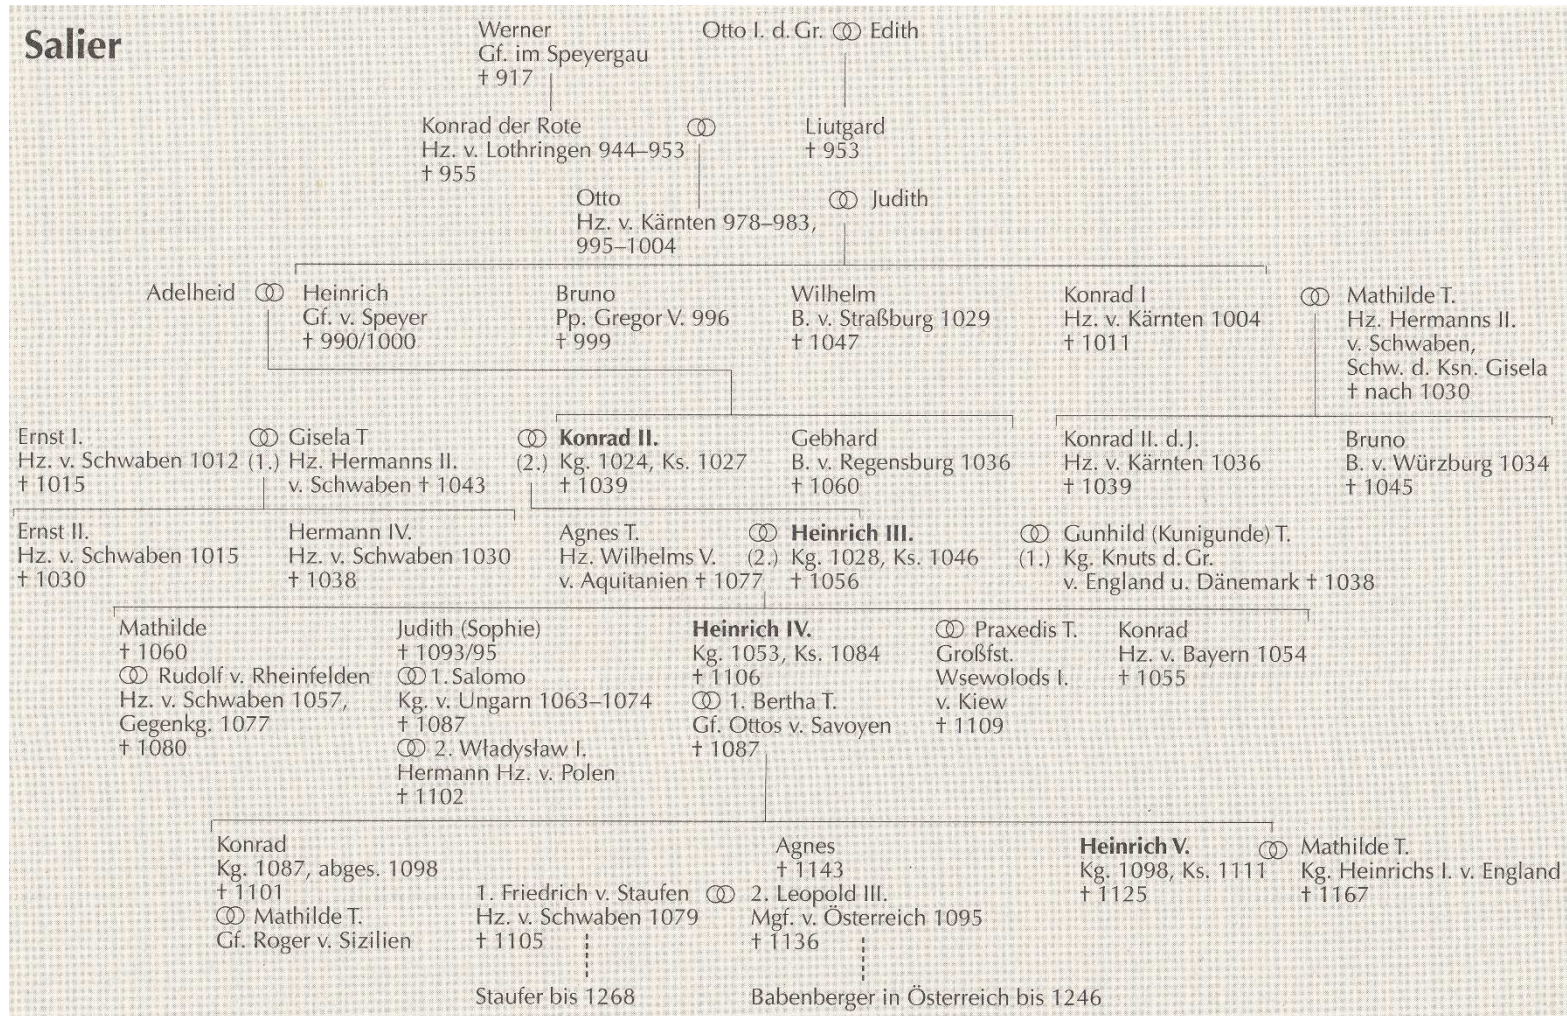 Salier
Werner
Gf. im Speyergau
† 917
Otto I. d. Gr. ⚭ Edith
Konrad der Rote
Hz. v. Lothringen 944–953
† 955
⚭
Liutgard
† 953
Otto
Hz. v. Kärnten 978–983,
995–1004
⚭ Judith
Adelheid ⚭
Heinrich
Gf. v. Speyer
† 990/1000
Bruno
Pp. Gregor V. 996
† 999
Wilhelm
B. v. Straßburg 1029
† 1047
Konrad I
Hz. v. Kärnten 1004
† 1011
⚭ Mathilde T.
Hz. Hermanns II.
v. Schwaben,
Schw. d. Ksn. Gisela
† nach 1030
Ernst I.
Hz. v. Schwaben 1012
† 1015
⚭
(1.)
Gisela T
Hz. Hermanns II.
v. Schwaben † 1043
⚭
(2.)
Konrad II.
Kg. 1024, Ks. 1027
† 1039
Gebhard
B. v. Regensburg 1036
† 1060
Konrad II. d. J.
Hz. v. Kärnten 1036
† 1039
Bruno
B. v. Würzburg 1034
† 1045
Ernst II.
Hz. v. Schwaben 1015
† 1030
Hermann IV.
Hz. v. Schwaben 1030
† 1038
Agnes T.
Hz. Wilhelms V.
v. Aquitanien † 1077
⚭
(2.)
Heinrich III.
Kg. 1028, Ks. 1046
† 1056
⚭
(1.)
Gunhild (Kunigunde) T.
Kg. Knuts d. Gr.
v. England u. Dänemark † 1038
Mathilde
† 1060
⚭ Rudolf v. Rheinfelden
Hz. v. Schwaben 1057,
Gegenkg. 1077
† 1080
Judith (Sophie)
† 1093/95
⚭ 1. Salomo
Kg. v. Ungarn 1063–1074
† 1087
⚭ 2. Władysław I.
Hermann Hz. v. Polen
† 1102
Heinrich IV.
Kg. 1053, Ks. 1084
† 1106
⚭ 1. Bertha T.
Gf. Ottos v. Savoyen
† 1087
⚭ Praxedis T.
Großfst.
Wsewolods I.
v. Kiew
† 1109
Konrad
Hz. v. Bayern 1054
† 1055
Konrad
Kg. 1087, abges. 1098
† 1101
⚭ Mathilde T.
Gf. Roger v. Sizilien
1. Friedrich v. Staufen ⚭
Hz. v. Schwaben 1079
† 1105
Agnes
† 1143
2. Leopold III.
Mgf. v. Österreich 1095
† 1136
Heinrich V.
Kg. 1098, Ks. 1111
† 1125
⚭ Mathilde T.
Kg. Heinrichs I. v. England
† 1167
Staufer bis 1268
Babenberger in Österreich bis 1246